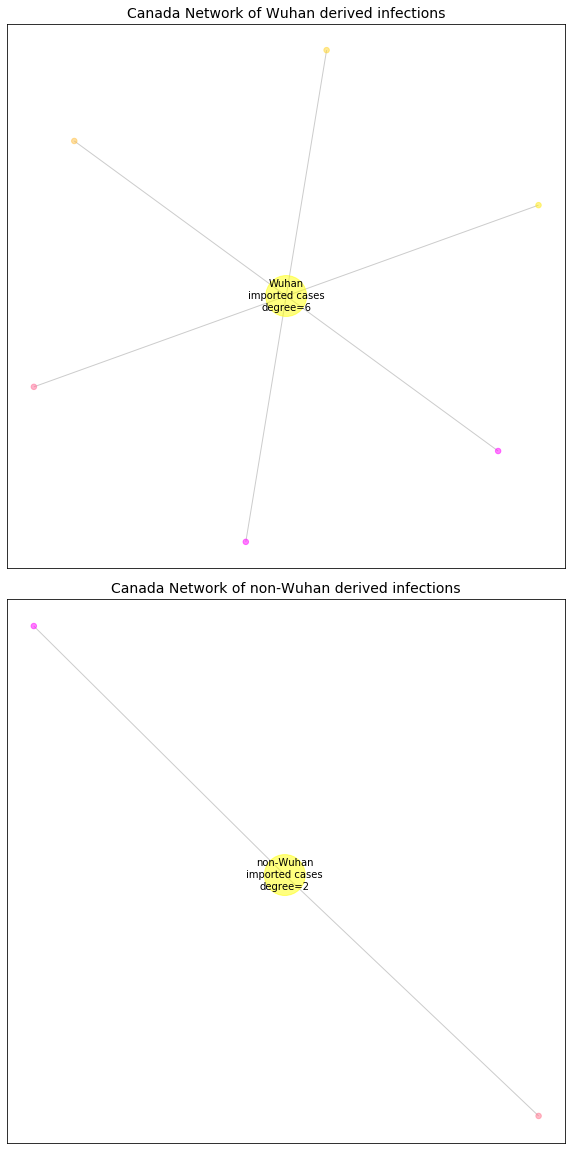 Canada Network of Wuhan derived infections
Wuhan
imported cases
degree=6
Canada Network of non-Wuhan derived infections
non-Wuhan
imported cases
degree=2